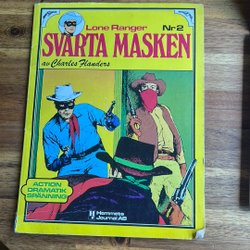 Lone Ranger Nr 2
SVARTA MASKEN
av Charles Flanders
ACTION
DRAMATIK
SPÄNNING
H Hemmets
Journal AB